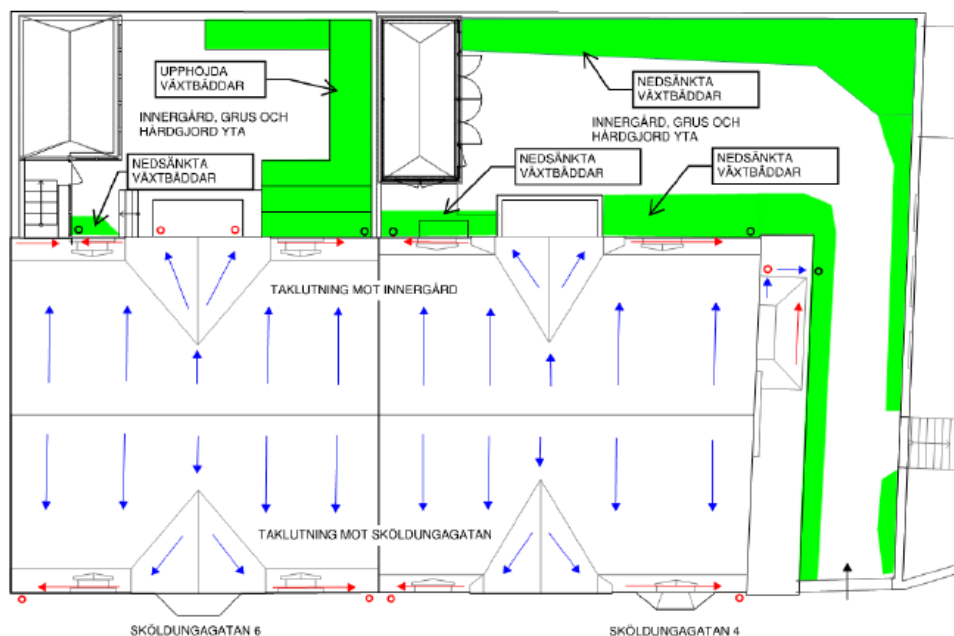 UPPHÖJDA
VÄXTBÄDDAR
INNERGÅRD, GRUS OCH
HÅRDGJORD YTA
NEDSÄNKTA
VÄXTBÄDDAR
NEDSÄNKTA
VÄXTBÄDDAR
INNERGÅRD, GRUS OCH
HÅRDGJORD YTA
NEDSÄNKTA
VÄXTBÄDDAR
NEDSÄNKTA
VÄXTBÄDDAR
TAKLUTNING MOT INNERGÅRD
TAKLUTNING MOT SKÖLDUNGAGATAN
SKÖLDUNGAGATAN 6
SKÖLDUNGAGATAN 4